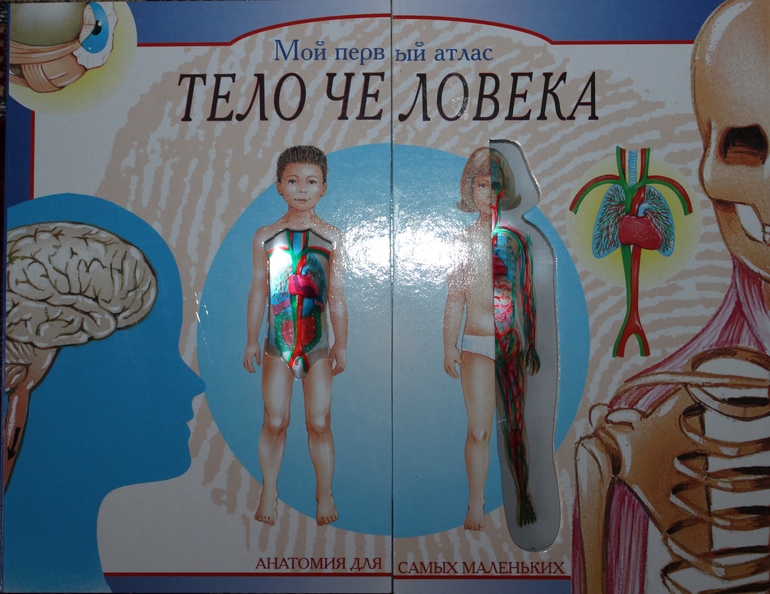 Мой первый атлас
ТЕЛО ЧЕЛОВЕКА
АНАТОМИЯ ДЛЯ САМЫХ МАЛЕНЬКИХ